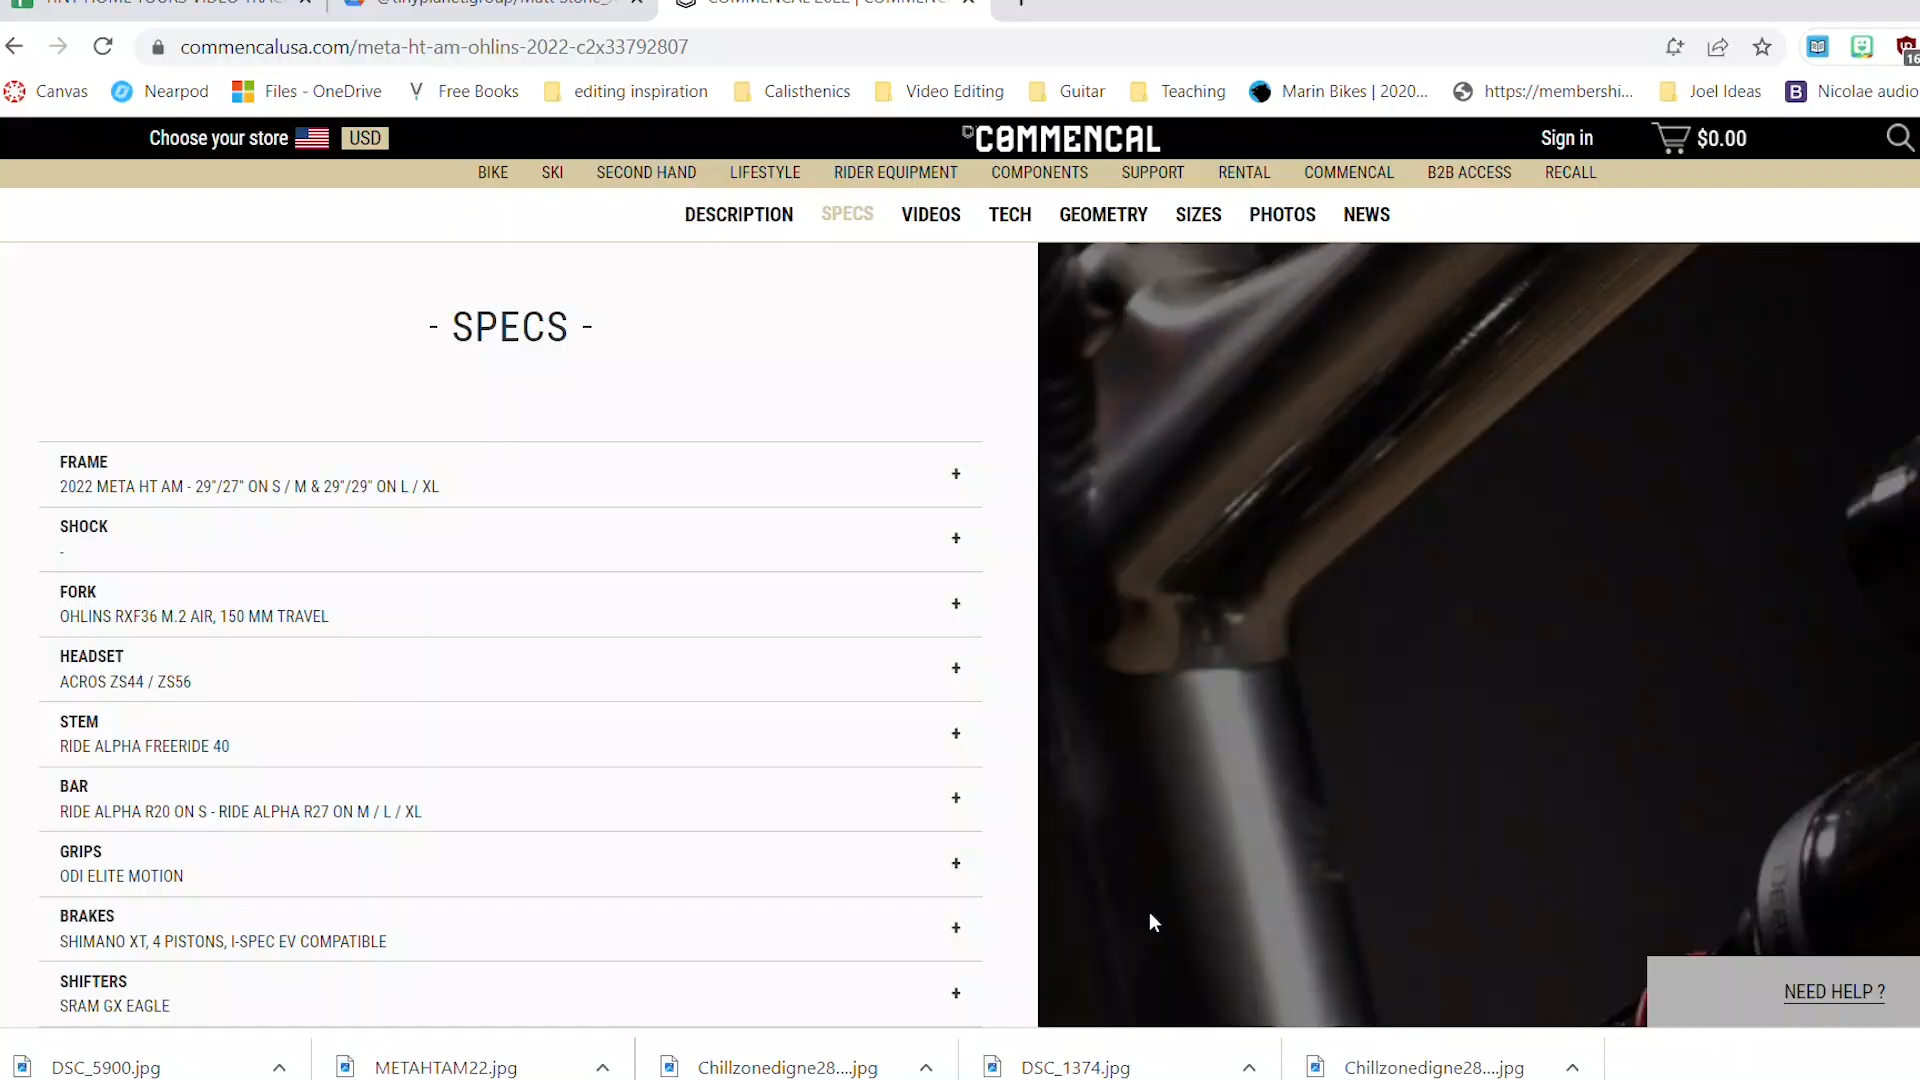 commencalusa.com/meta-ht-am-ohlins-2022-c2x33792807
16
Canvas Nearpod Files - OneDrive Free Books editing inspiration Calisthenics Video Editing Guitar Teaching Marin Bikes | 2020... https://membershi... Joel Ideas B Nicolae audio
Choose your store USD COMMENCAL Sign in $0.00
BIKE SKI SECOND HAND LIFESTYLE RIDER EQUIPMENT COMPONENTS SUPPORT RENTAL COMMENCAL B2B ACCESS RECALL
DESCRIPTION SPECS VIDEOS TECH GEOMETRY SIZES PHOTOS NEWS
- SPECS -
FRAME
2022 META HT AM - 29"/27" ON S / M & 29"/29" ON L / XL
+
SHOCK
-
+
FORK
OHLINS RXF36 M.2 AIR, 150 MM TRAVEL
+
HEADSET
ACROS ZS44 / ZS56
+
STEM
RIDE ALPHA FREERIDE 40
+
BAR
RIDE ALPHA R20 ON S - RIDE ALPHA R27 ON M / L / XL
+
GRIPS
ODI ELITE MOTION
+
BRAKES
SHIMANO XT, 4 PISTONS, I-SPEC EV COMPATIBLE
+
SHIFTERS
SRAM GX EAGLE
+
NEED HELP ?
DSC_5900.jpg METAHTAM22.jpg Chillzonedigne28....jpg DSC_1374.jpg Chillzonedigne28....jpg